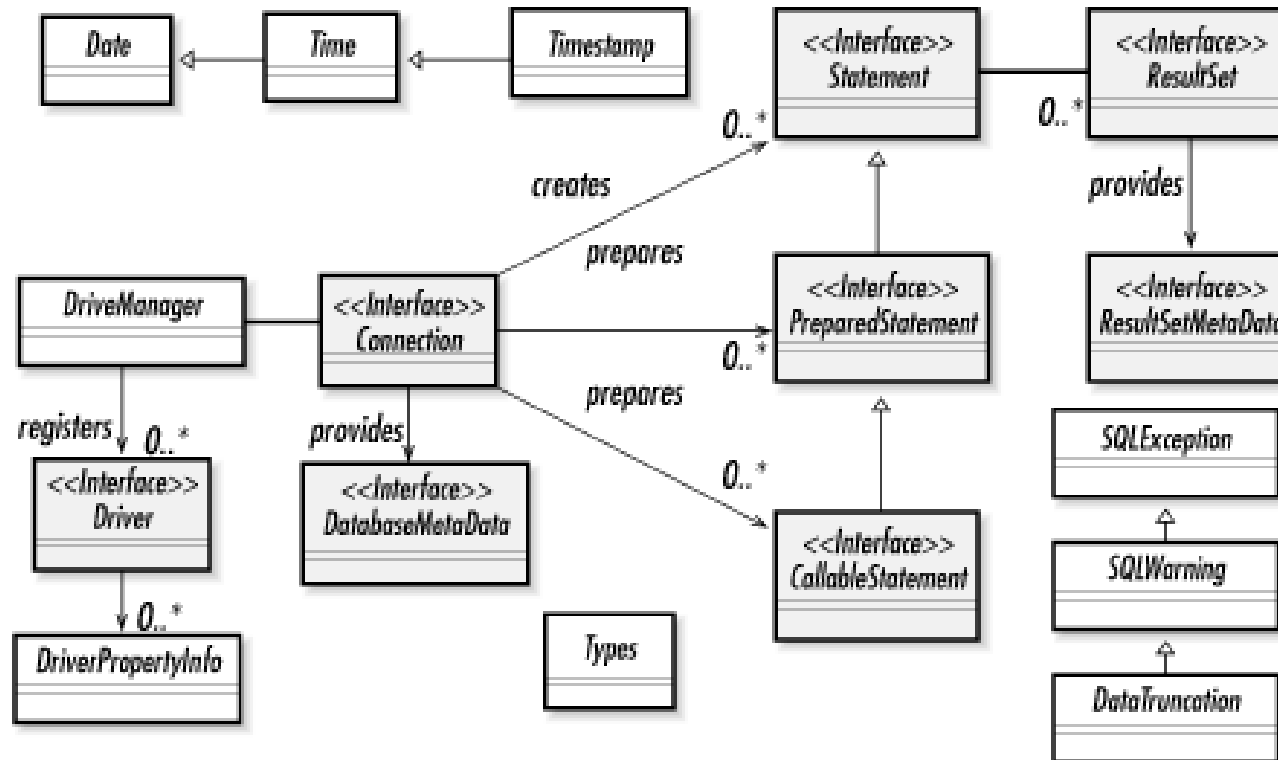 Date
Time
Timestamp
<<Interface>>
Statement
<<Interface>>
ResultSet
0..*
0..*
creates
provides
prepares
DriveManager
<<Interface>>
Connection
<<Interface>>
PreparedStatement
<<Interface>>
ResultSetMetaData
0..*
prepares
registers
0..*
provides
SQLException
<<Interface>>
Driver
<<Interface>>
DatabaseMetaData
0..*
<<Interface>>
CallableStatement
SQLWarning
0..*
DriverPropertyInfo
Types
DataTruncation